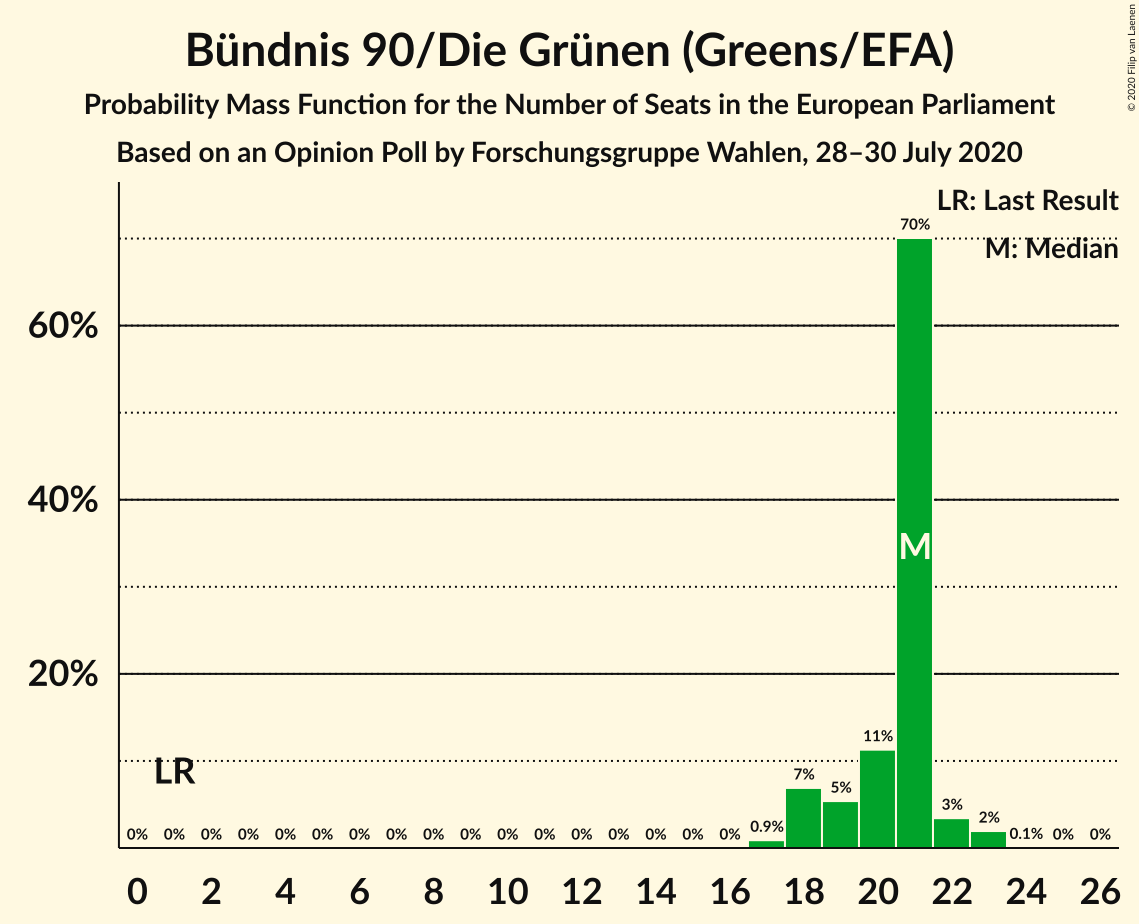 © 2020 Filip van Laenen
Bündnis 90/Die Grünen (Greens/EFA)
Probability Mass Function for the Number of Seats in the European Parliament
Based on an Opinion Poll by Forschungsgruppe Wahlen, 28–30 July 2020
LR: Last Result
70%
M: Median
60%
40%
M
20%
11%
LR
7%
5%
3%
2%
0% 0% 0% 0% 0% 0% 0% 0% 0% 0% 0% 0% 0% 0% 0% 0% 0% 0.9% 0.1% 0% 0%
0 2 4 6 8 10 12 14 16 18 20 22 24 26